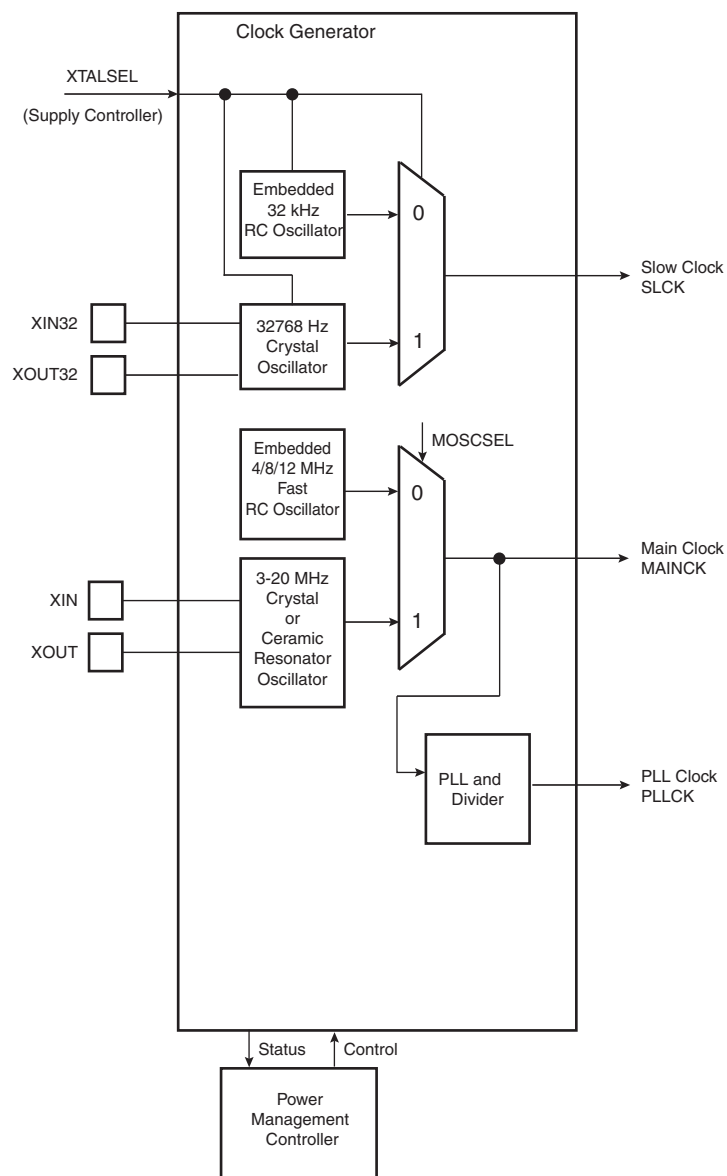 Clock Generator
XTALSEL
(Supply Controller)
Embedded
32 kHz
RC Oscillator
0
Slow Clock
SLCK
XIN32
XOUT32
32768 Hz
Crystal
Oscillator
1
MOSCSEL
Embedded
4/8/12 MHz
Fast
RC Oscillator
0
Main Clock
MAINCK
XIN
XOUT
3-20 MHz
Crystal
or
Ceramic
Resonator
Oscillator
1
PLL and
Divider
PLL Clock
PLLCK
Status
Control
Power
Management
Controller